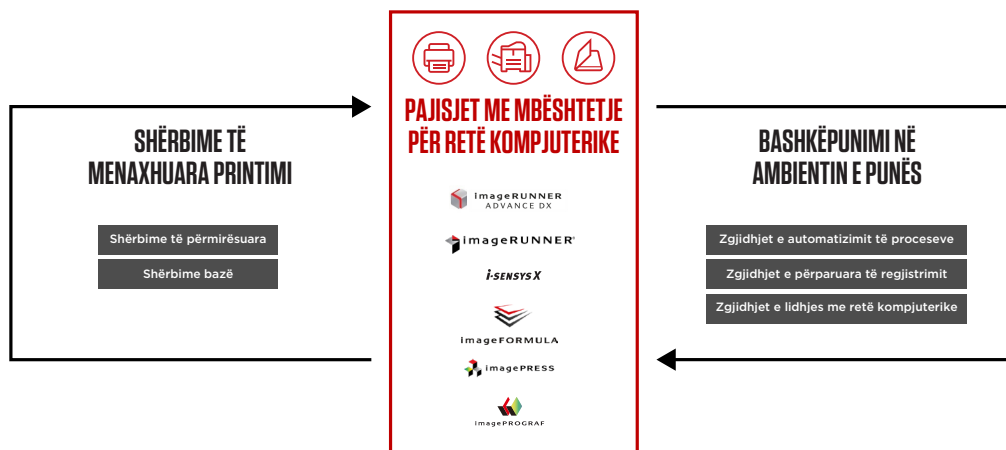 SHËRBIME TË
MENAXHUARA PRINTIMI
Shërbime të përmirësuara
Shërbime bazë
PAJISJET ME MBËSHTETJE
PËR RETË KOMPJUTERIKE
imageRUNNER
ADVANCE DX
imageRUNNER®
i-SENSYS X
imageFORMULA
imagePRESS
imagePROGRAF
BASHKËPUNIMI NË
AMBIENTIN E PUNËS
Zgjidhjet e automatizimit të proceseve
Zgjidhjet e përparuara të regjistrimit
Zgjidhjet e lidhjes me retë kompjuterike